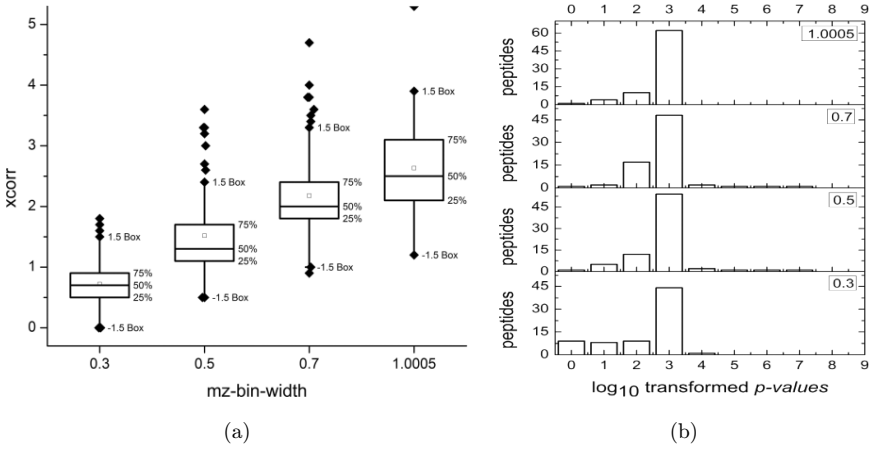 5
4
3
2
1
0
xcorr
1.5 Box
75%
50%
25%
-1.5 Box
1.5 Box
75%
50%
25%
-1.5 Box
1.5 Box
75%
50%
25%
-1.5 Box
1.5 Box
75%
50%
25%
-1.5 Box
0.3 0.5 0.7 1.0005
mz-bin-width
(a)
0 1 2 3 4 5 6 7 8 9
60
45
30
15
0
peptides
1.0005
45
30
15
0
peptides
0.7
45
30
15
0
peptides
0.5
45
30
15
0
peptides
0.3
0 1 2 3 4 5 6 7 8 9
log10 transformed p-values
(b)